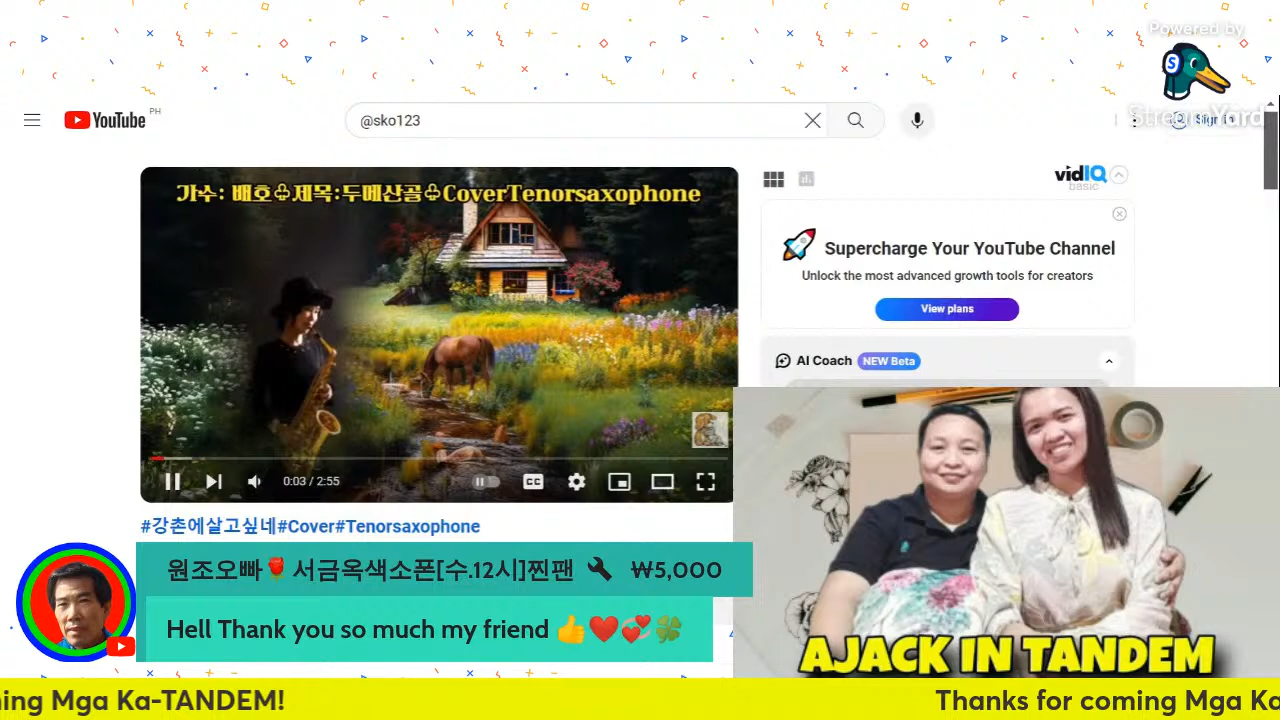 Powered by
StreamYard
YouTube PH
@sko123
Sign in
가수: 배호♧제목:두메산골♧CoverTenorsaxophone
vidIQ
basic
Supercharge Your YouTube Channel
Unlock the most advanced growth tools for creators
View plans
AI Coach NEW Beta
0:03 / 2:55
CC
#강촌에살고싶네#Cover#Tenorsaxophone
원조오빠🌹서금옥색소폰[수.12시]찐팬 🔧 ₩5,000
Hell Thank you so much my friend 👍❤️💞🍀
AJACK IN TANDEM
ing Mga Ka-TANDEM!
Thanks for coming Mga Ka